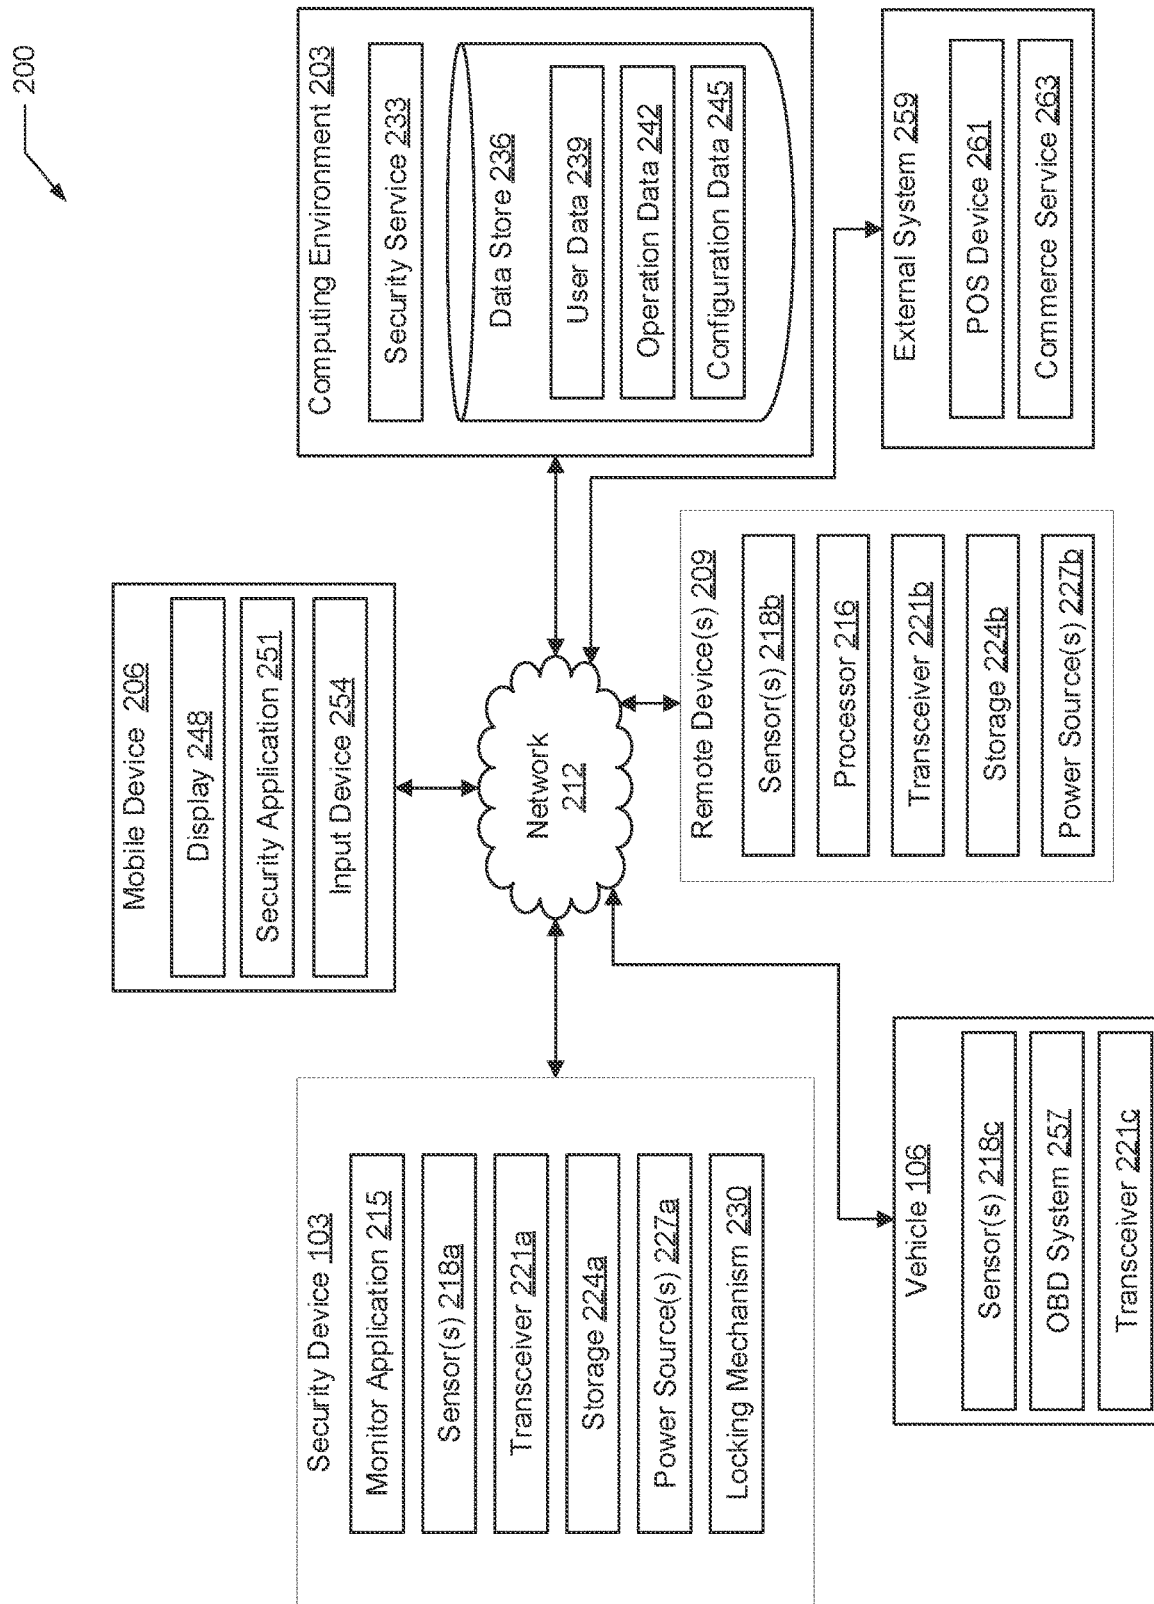 200
Mobile Device 206
Display 248
Security Application 251
Input Device 254
Security Device 103
Monitor Application 215
Sensor(s) 218a
Transceiver 221a
Storage 224a
Power Source(s) 227a
Locking Mechanism 230
Network
212
Computing Environment 203
Security Service 233
Data Store 236
User Data 239
Operation Data 242
Configuration Data 245
Vehicle 106
Sensor(s) 218c
OBD System 257
Transceiver 221c
Remote Device(s) 209
Sensor(s) 218b
Processor 216
Transceiver 221b
Storage 224b
Power Source(s) 227b
External System 259
POS Device 261
Commerce Service 263